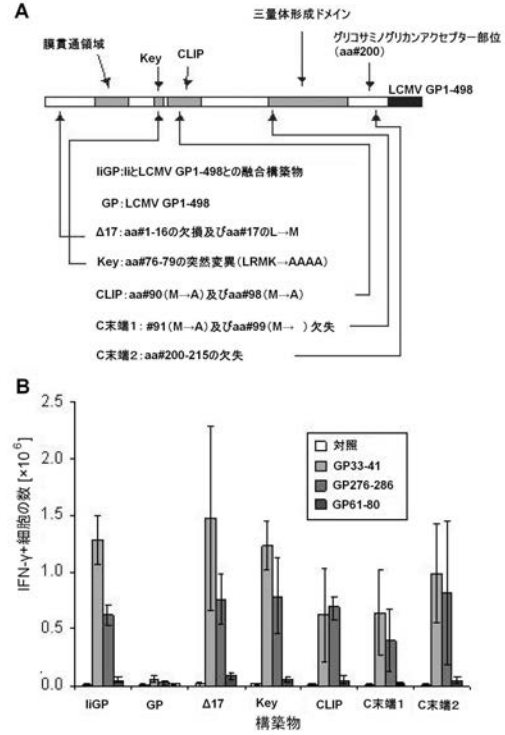 A
三量体形成ドメイン
膜貫通領域
Key
CLIP
グリコサミノグリカンアクセプター部位
(aa#200)
LCMV GP1-498
IiGP:IiとLCMV GP1-498との融合構築物
GP:LCMV GP1-498
Δ17:aa#1-16の欠損及びaa#17のL→M
Key:aa#76-79の突然変異(LRMK→AAAA)
CLIP:aa#90(M→A)及びaa#98(M→A)
C末端1:#91(M→A)及びaa#99(M→ )欠失
C末端2:aa#200-215の欠失
B
IFN-γ+細胞の数 [×10⁶]
2.5
2.0
1.5
1.0
0.5
0.0
対照
GP33-41
GP276-286
GP61-80
IiGP GP Δ17 Key CLIP C末端1 C末端2
構築物